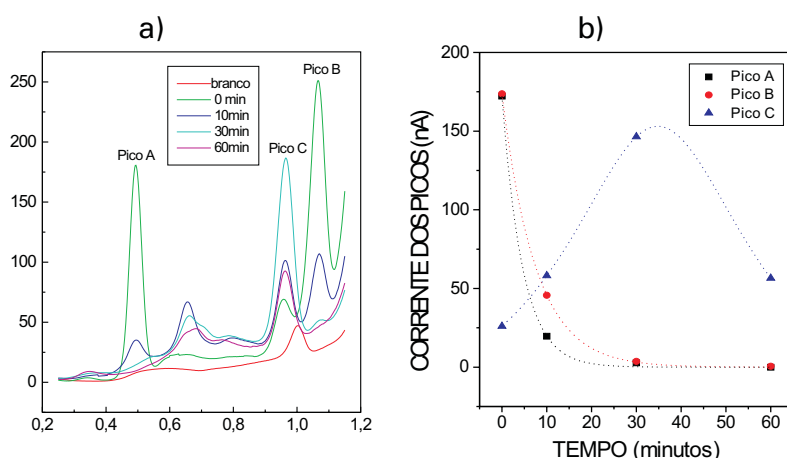 a)
250
200
150
100
50
0
0,2
0,4
0,6
0,8
1,0
1,2
Pico A
Pico B
Pico C
branco
0 min
10min
30min
60min
b)
CORRENTE DOS PICOS (nA)
200
150
100
50
0
0
10
20
30
40
50
60
TEMPO (minutos)
Pico A
Pico B
Pico C